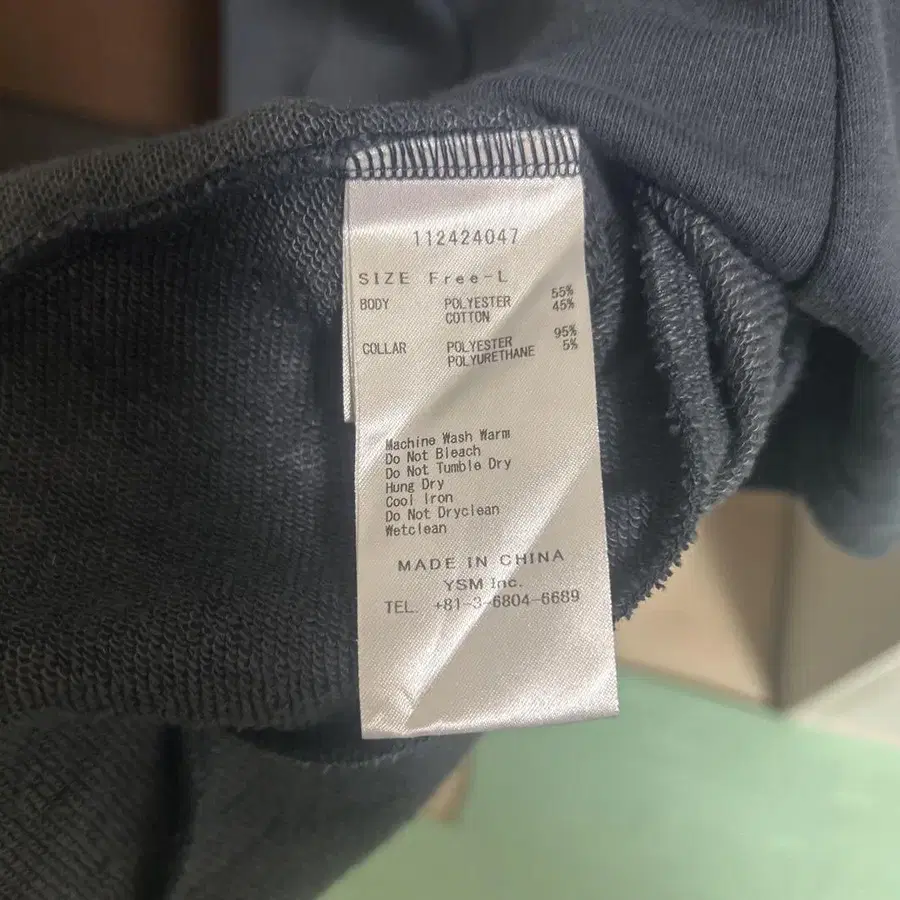 112424047
SIZE Free-L
BODY POLYESTER 55%
COTTON 45%
COLLAR POLYESTER 95%
POLYURETHANE 5%
Machine Wash Warm
Do Not Bleach
Do Not Tumble Dry
Hung Dry
Cool Iron
Do Not Dryclean
Wetclean
MADE IN CHINA
YSM Inc.
TEL. +81-3-6804-6689